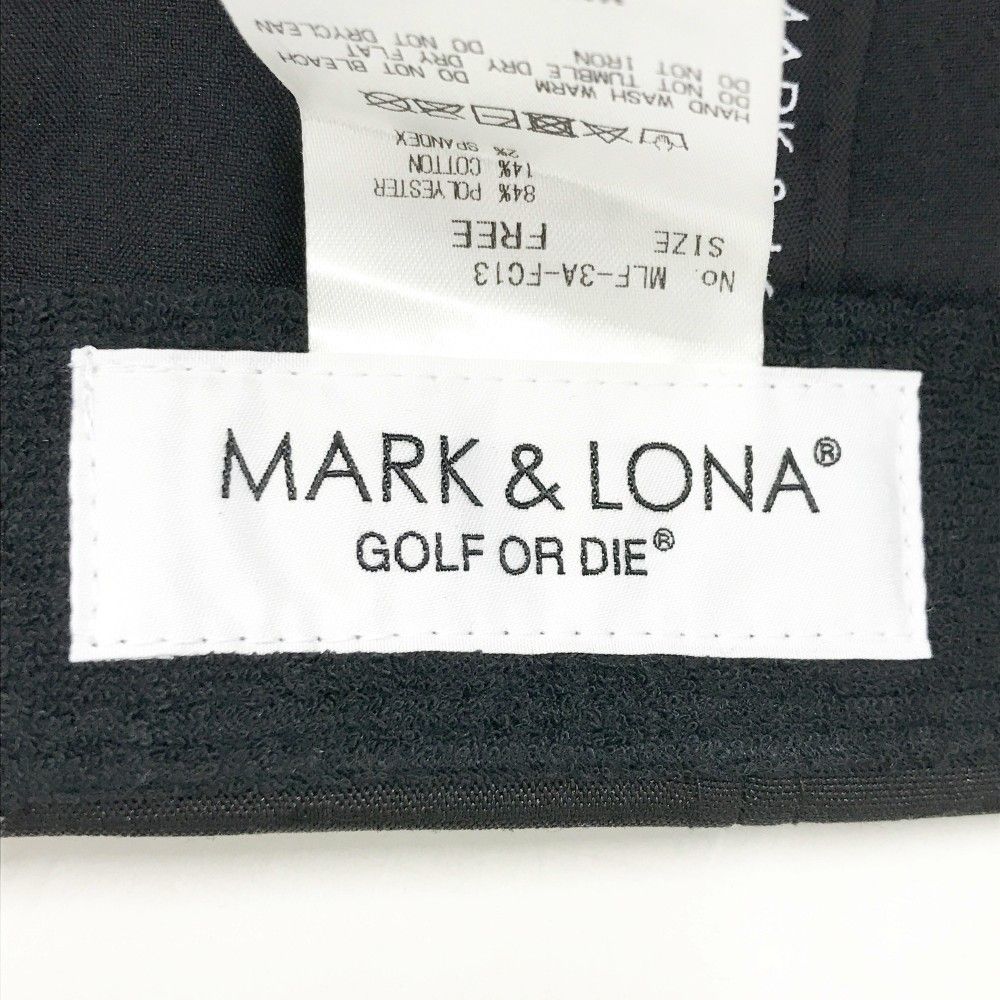 MARK & LONA®
GOLF OR DIE®
No. MLF-3A-FC13
SIZE FREE
84% POLYESTER
14% COTTON
2% SPANDEX
HAND WASH WARM DO NOT BLEACH
DO NOT TUMBLE DRY DRY FLAT
DO NOT IRON DO NOT DRYCLEAN
MARK &